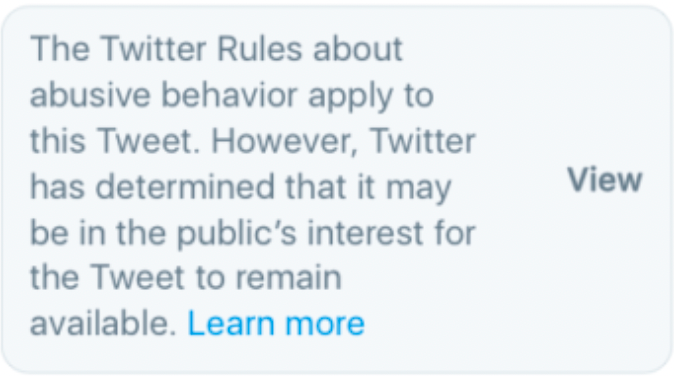 The Twitter Rules about
abusive behavior apply to
this Tweet. However, Twitter
has determined that it may
be in the public’s interest for
the Tweet to remain
available. Learn more
View